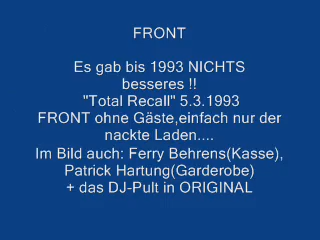 FRONT
Es gab bis 1993 NICHTS
besseres !!
"Total Recall" 5.3.1993
FRONT ohne Gäste,einfach nur der
nackte Laden....
Im Bild auch: Ferry Behrens(Kasse),
Patrick Hartung(Garderobe)
+ das DJ-Pult in ORIGINAL